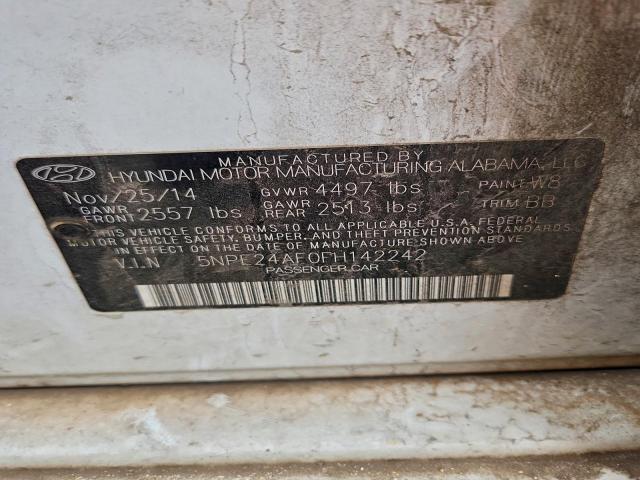 MANUFACTURED BY
HYUNDAI MOTOR MANUFACTURING ALABAMA, LLC
Nov/25/14 GVWR 4497 lbs PAINT W8
GAWR FRONT 2557 lbs GAWR REAR 2513 lbs TRIM BB
THIS VEHICLE CONFORMS TO ALL APPLICABLE U.S.A. FEDERAL
MOTOR VEHICLE SAFETY, BUMPER, AND THEFT PREVENTION STANDARDS
IN EFFECT ON THE DATE OF MANUFACTURE SHOWN ABOVE.
V.I.N 5NPE24AF0FH142242
PASSENGER CAR